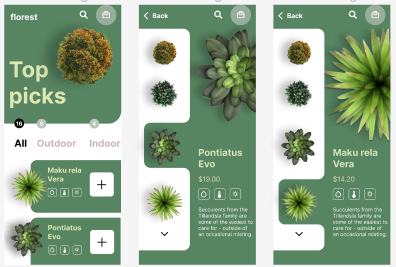 florest
Top
picks
16
All Outdoor Indoor
Maku rela
Vera
Pontiatus
Evo
Back
Pontiatus
Evo
$19.00
Succulents from the
Tillandsia family are
some of the easiest to
care for - outside of
an occasional misting.
Back
Maku rela
Vera
$14.20
Succulents from the
Tillandsia family are
some of the easiest to
care for - outside of
an occasional misting.